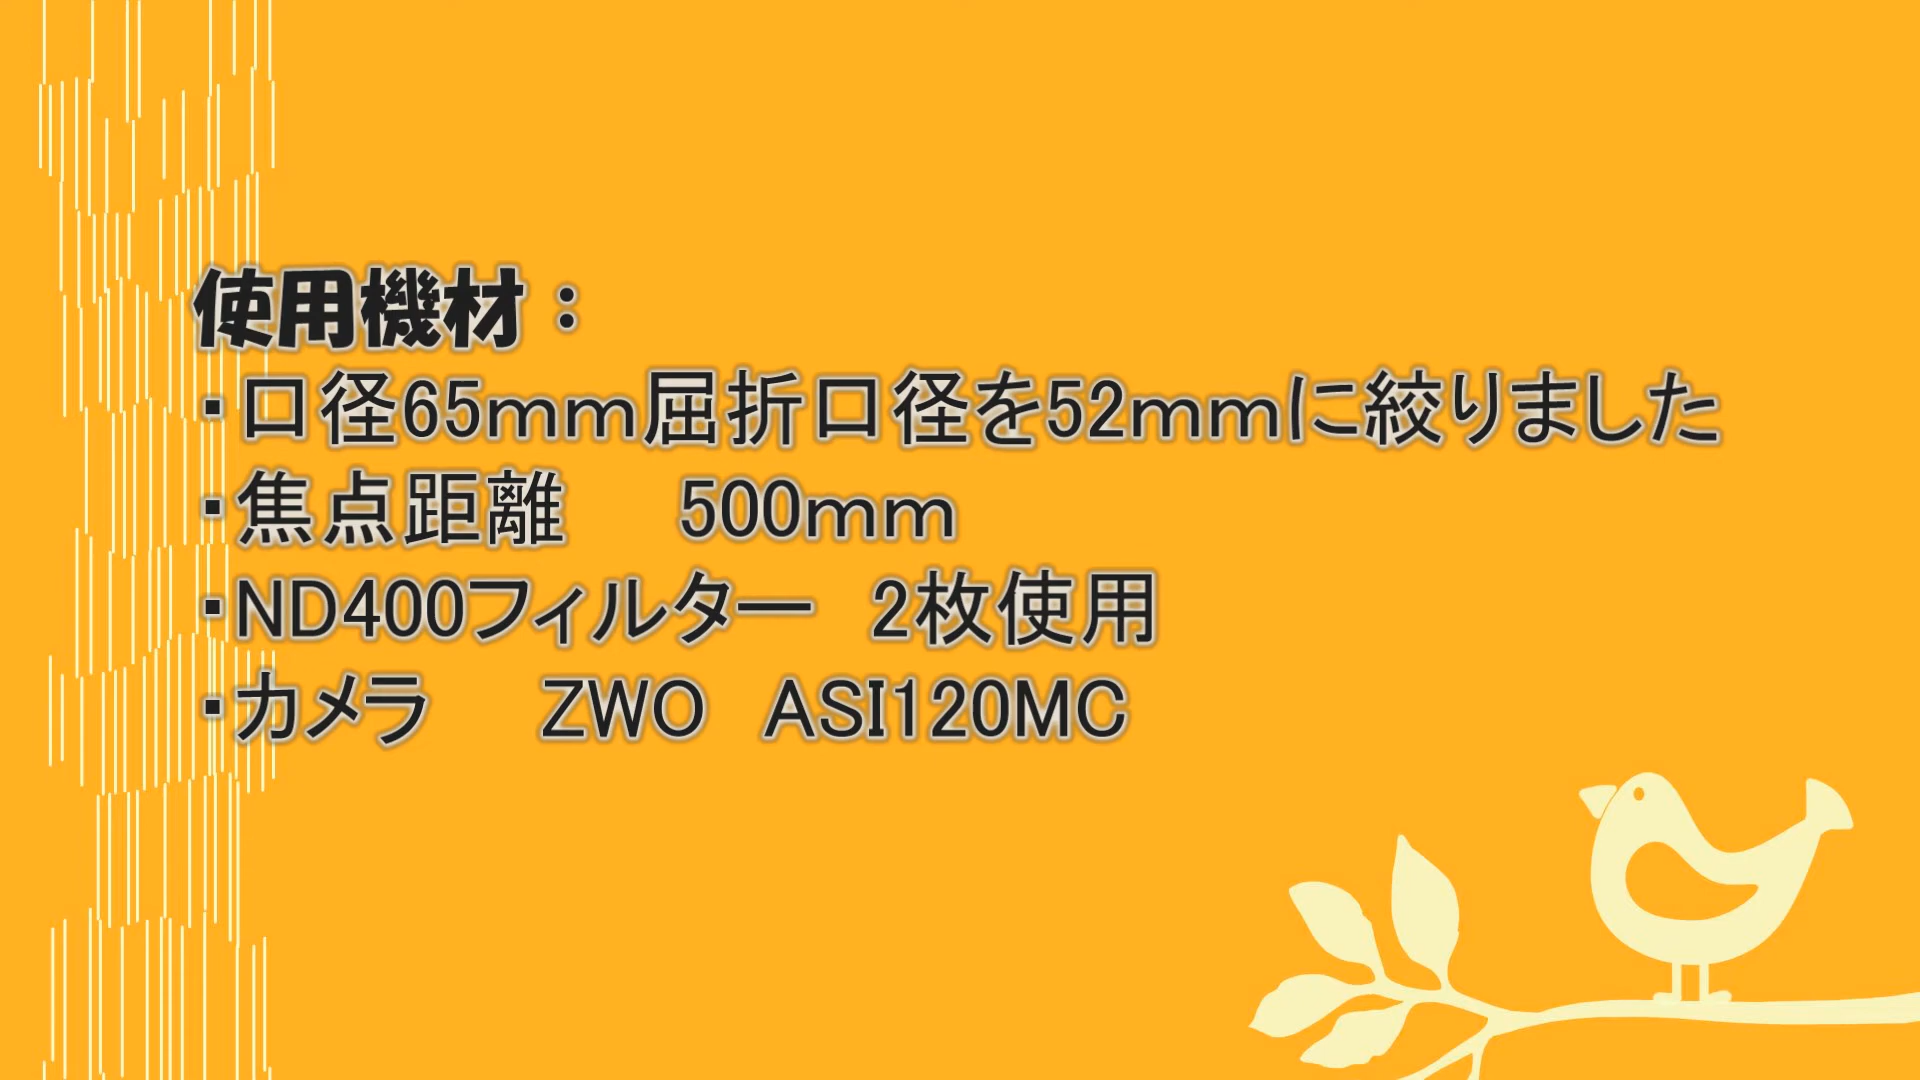 使用機材：
・口径65ｍｍ屈折口径を52ｍｍに絞りました
・焦点距離　　500ｍｍ
・ND400フィルター　2枚使用
・カメラ　　ZWO　ASI120MC